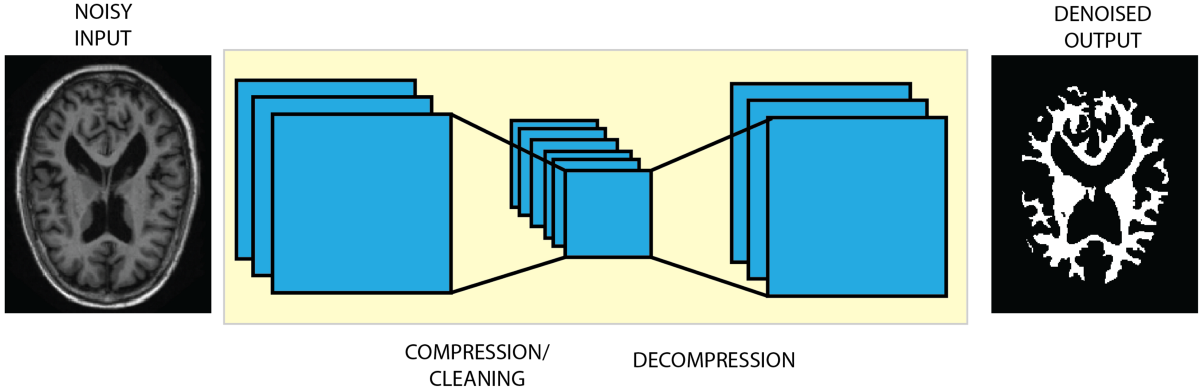 NOISY
INPUT
DENOISED
OUTPUT
COMPRESSION/
CLEANING
DECOMPRESSION